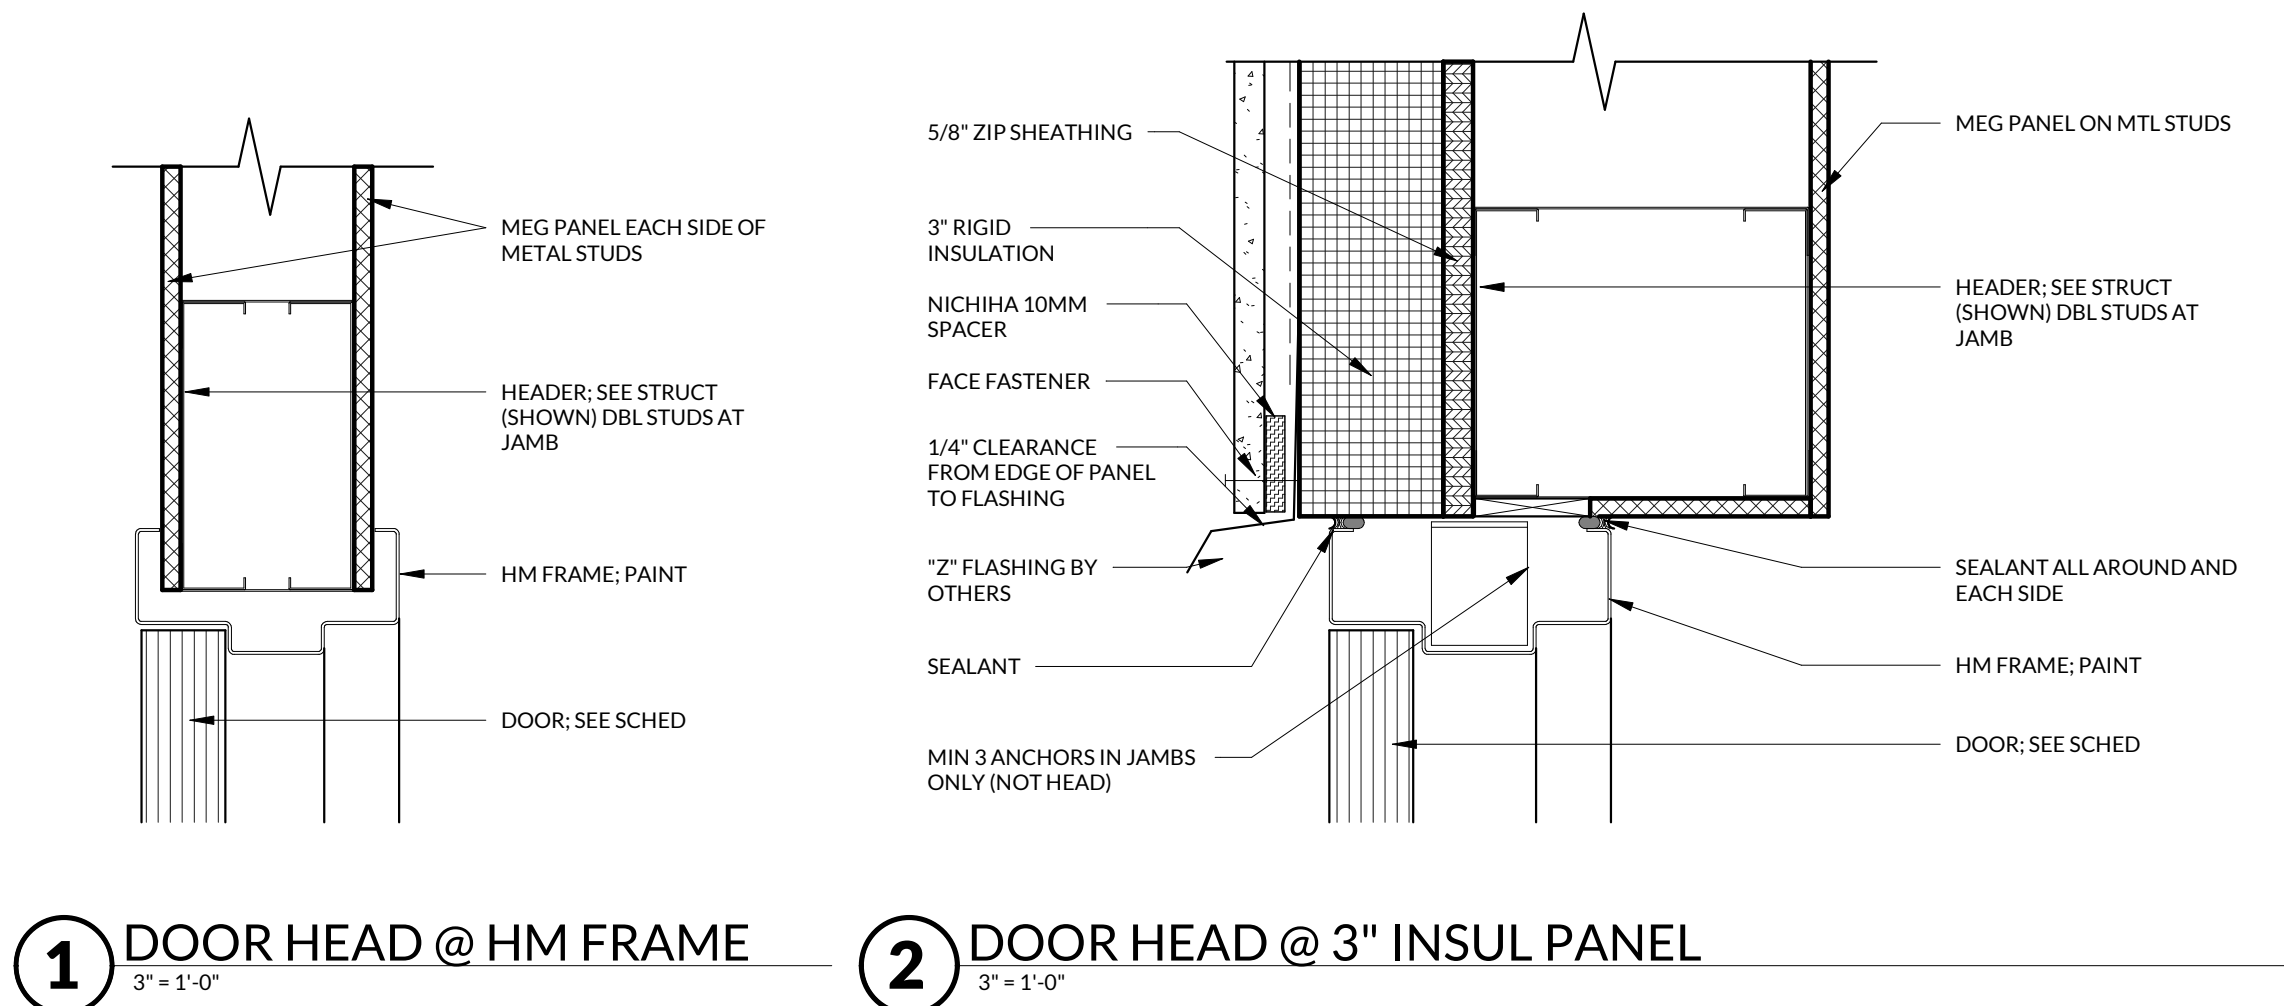 MEG PANEL EACH SIDE OF
METAL STUDS
HEADER; SEE STRUCT
(SHOWN) DBL STUDS AT
JAMB
HM FRAME; PAINT
DOOR; SEE SCHED
1
DOOR HEAD @ HM FRAME
3" = 1'-0"
5/8" ZIP SHEATHING
3" RIGID
INSULATION
NICHIHA 10MM
SPACER
FACE FASTENER
1/4" CLEARANCE
FROM EDGE OF PANEL
TO FLASHING
"Z" FLASHING BY
OTHERS
SEALANT
MIN 3 ANCHORS IN JAMBS
ONLY (NOT HEAD)
MEG PANEL ON MTL STUDS
HEADER; SEE STRUCT
(SHOWN) DBL STUDS AT
JAMB
SEALANT ALL AROUND AND
EACH SIDE
HM FRAME; PAINT
DOOR; SEE SCHED
2
DOOR HEAD @ 3" INSUL PANEL
3" = 1'-0"